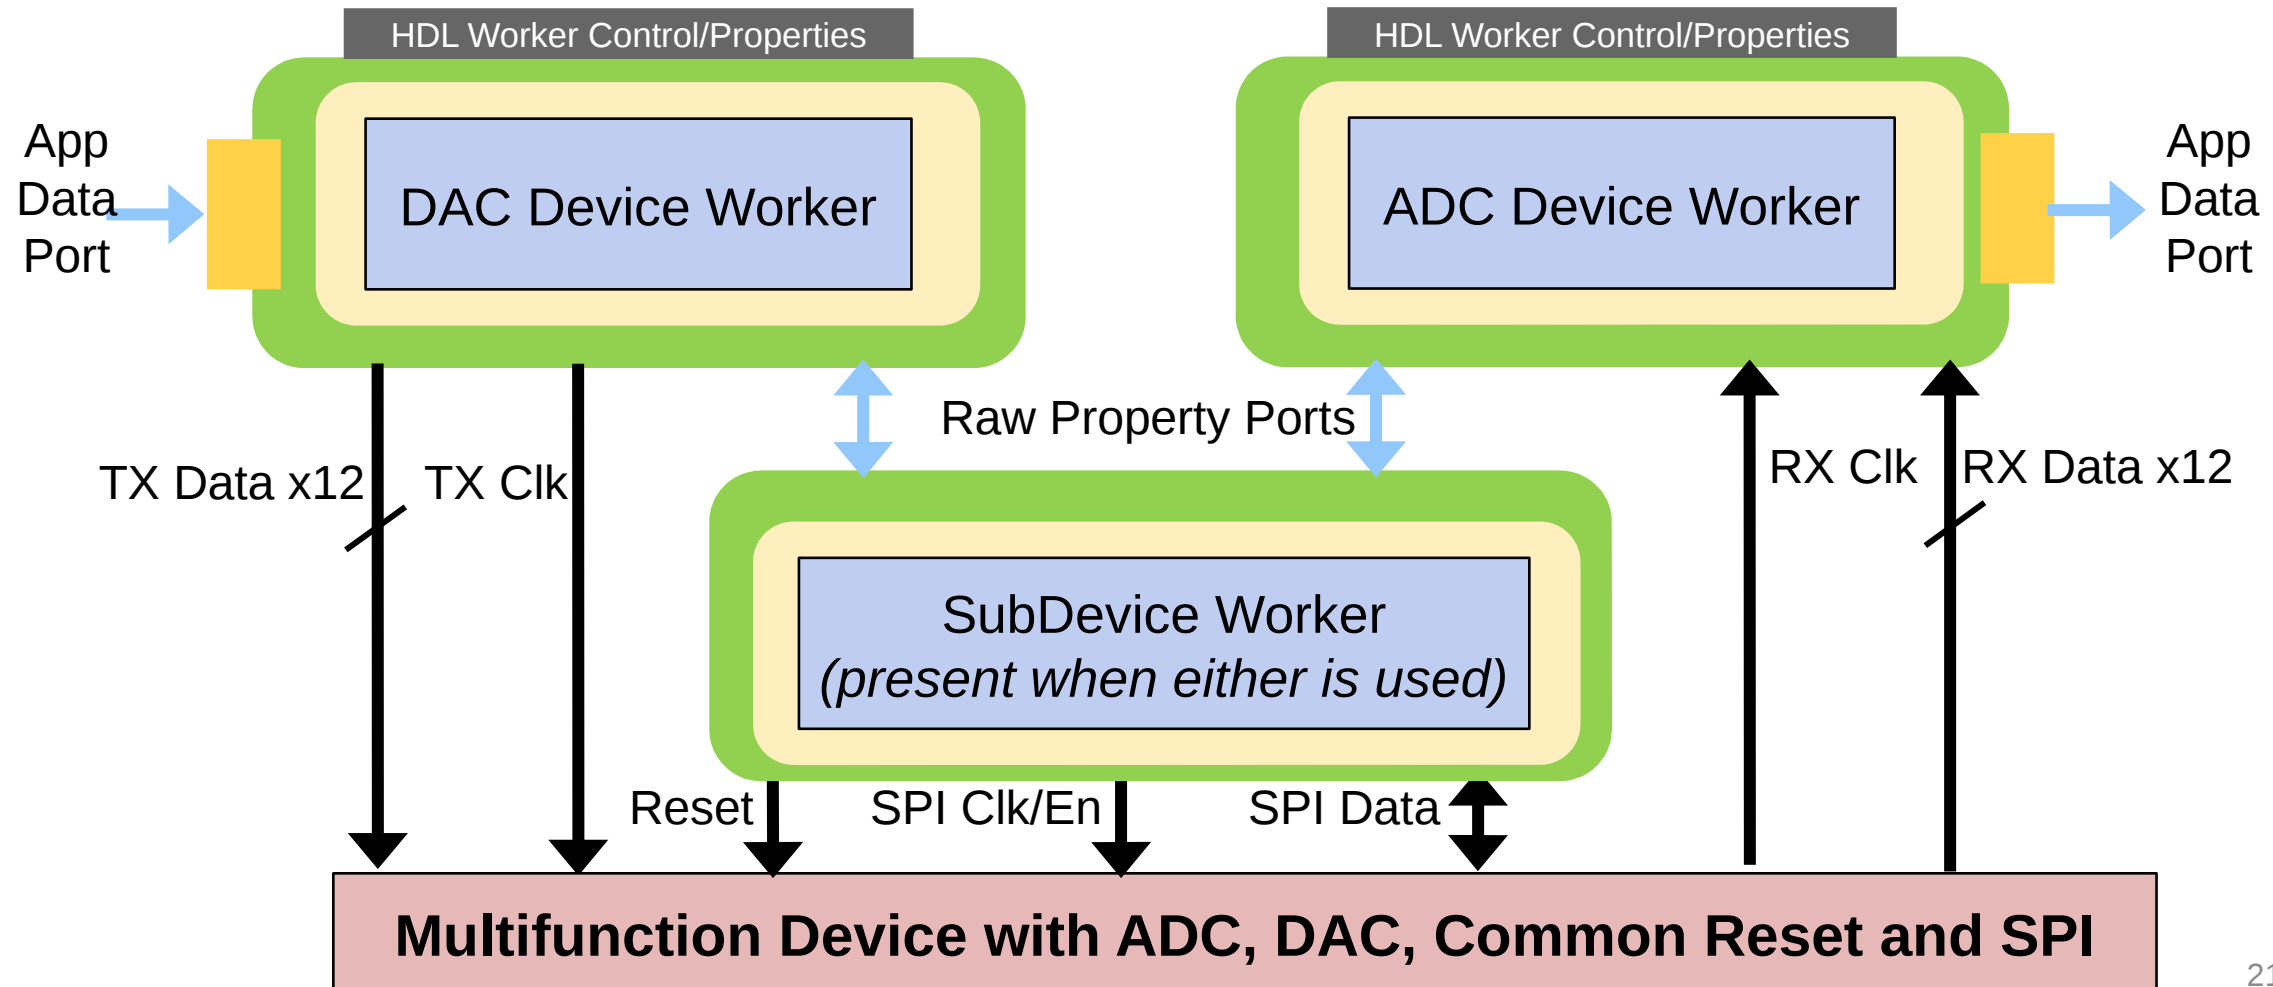 HDL Worker Control/Properties
HDL Worker Control/Properties
App
Data
Port
DAC Device Worker
ADC Device Worker
App
Data
Port
Raw Property Ports
TX Data x12
TX Clk
RX Clk
RX Data x12
SubDevice Worker
(present when either is used)
Reset
SPI Clk/En
SPI Data
Multifunction Device with ADC, DAC, Common Reset and SPI
21